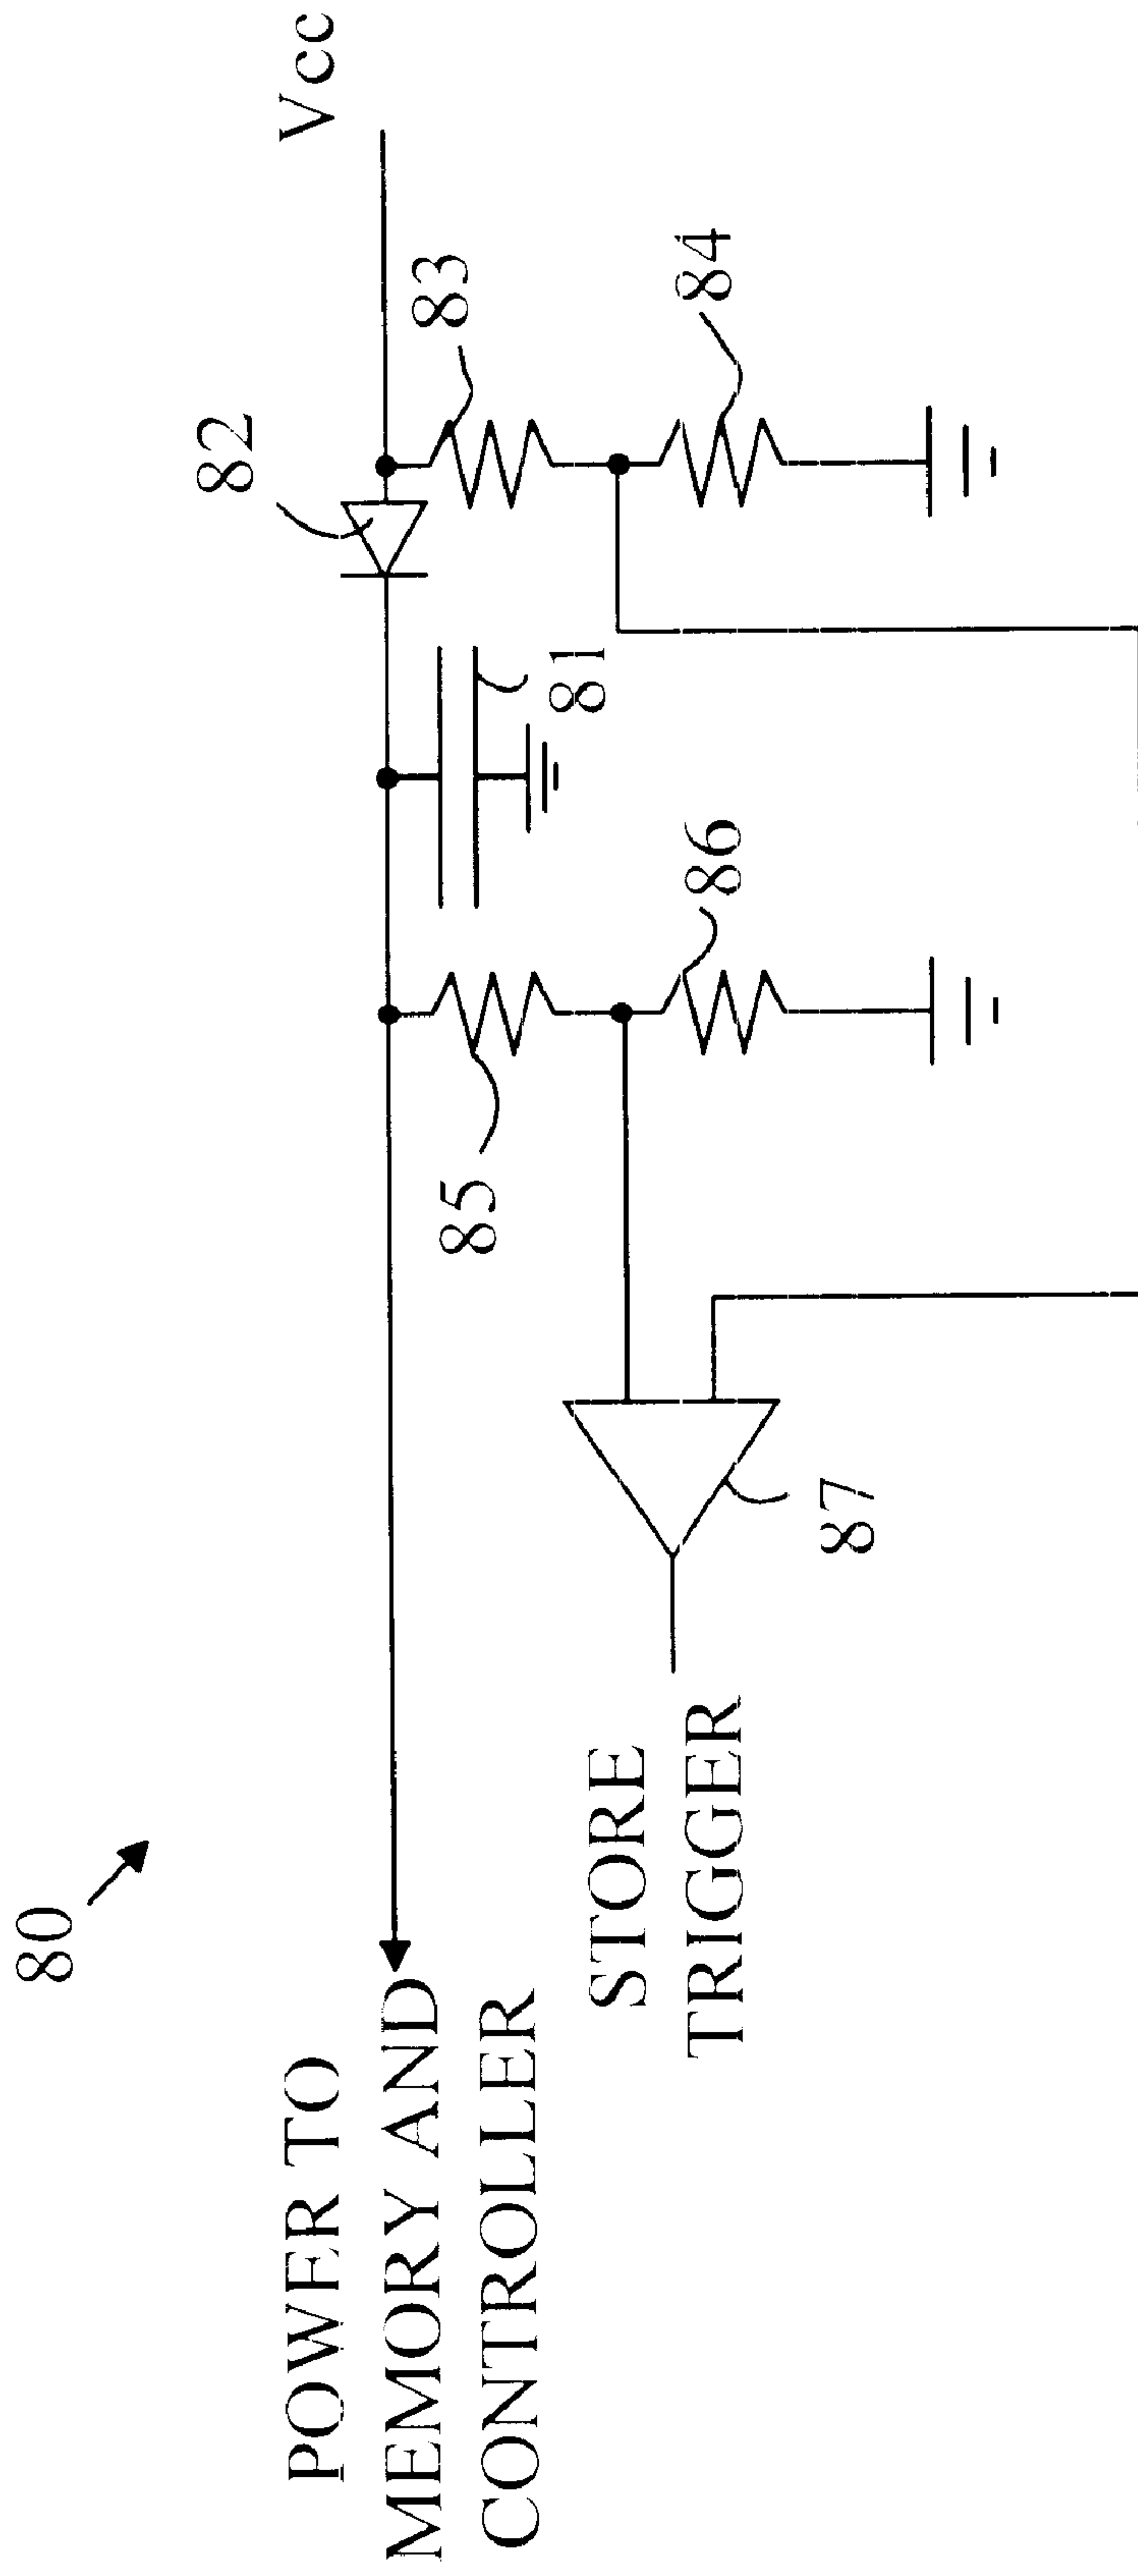 80
POWER TO
MEMORY AND
CONTROLLER
STORE
TRIGGER
85
86
81
82
83
84
87
Vcc